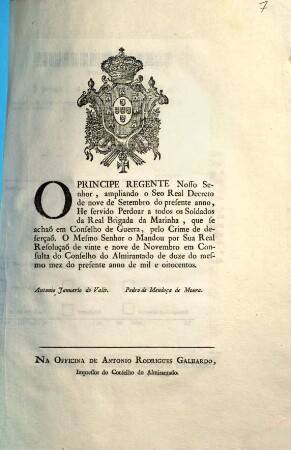 7
O PRINCIPE REGENTE Nosso Se-
nhor, ampliando o Seo Real Decreto
de nove de Setembro do presente anno,
He servido Perdoar a todos os Soldados
da Real Brigada da Marinha, que se
achaõ em Conselho de Guerra, pelo Crime de de-
serçaõ. O Mesmo Senhor o Mandou por Sua Real
Resoluçaõ de vinte e nove de Novembro em Con-
sulta do Conselho do Almirantado de doze do mes-
mo mez do presente anno de mil e oitocentos.
Antonio Januario do Valle. Pedro de Mendoça de Moura.
NA OFFICINA DE ANTONIO RODRIGUES GALHARDO,
Impressor do Conselho do Almirantado.